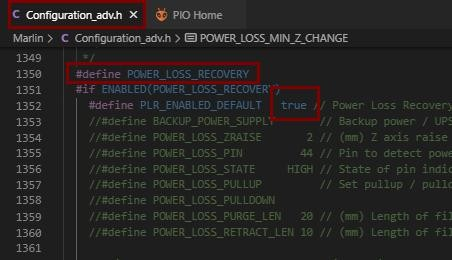 Configuration_adv.h X PIO Home
Marlin > C Configuration_adv.h > POWER_LOSS_MIN_Z_CHANGE
1349 */
1350 #define POWER_LOSS_RECOVERY
1351 #if ENABLED(POWER_LOSS_RECOVERY)
1352 #define PLR_ENABLED_DEFAULT true // Power Loss Recovery
1353 //#define BACKUP_POWER_SUPPLY // Backup power / UPS
1354 //#define POWER_LOSS_ZRAISE 2 // (mm) Z axis raise
1355 //#define POWER_LOSS_PIN 44 // Pin to detect powe
1356 //#define POWER_LOSS_STATE HIGH // State of pin indic
1357 //#define POWER_LOSS_PULLUP // Set pullup / pulldo
1358 //#define POWER_LOSS_PULLDOWN
1359 //#define POWER_LOSS_PURGE_LEN 20 // (mm) Length of fil
1360 //#define POWER_LOSS_RETRACT_LEN 10 // (mm) Length of fil
1361